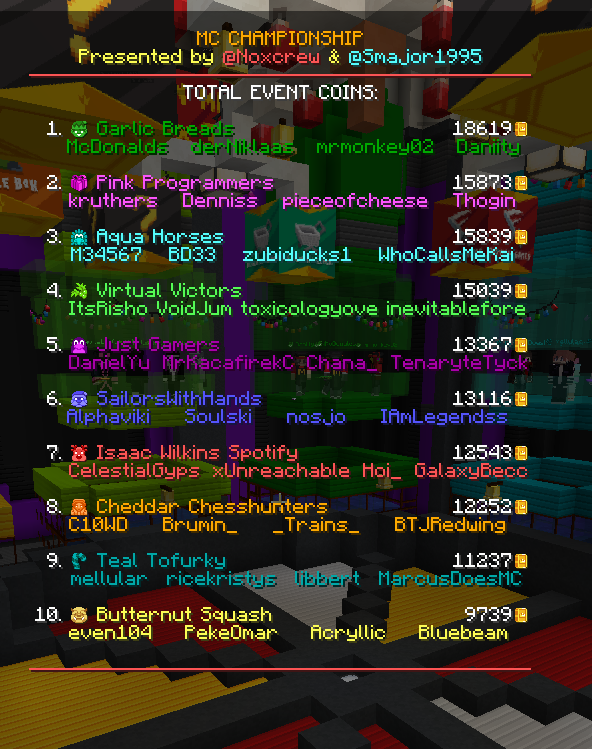 MC CHAMPIONSHIP
Presented by @Noxcrew & @Smajor1995
TOTAL EVENT COINS:
1. Garlic Breads 18619
McDonalds derNiklaas mrmonkey02 Daniity
2. Pink Programmers 15873
kruthers Denniss pieceofcheese Thogin
3. Aqua Horses 15839
M34567 BD33 zubiducks1 WhoCallsMeKai
4. Virtual Victors 15039
ItsRisho VoidJum toxicologyove inevitablefore
5. Just Gamers 13367
DanielYu MrKacafirekC Chana_ TenaryteTyck
6. SailorsWithHands 13116
Alphaviki Soulski nosjo IAmLegendss
7. Isaac Wilkins Spotify 12543
CelestialGyps xUnreachable Hoj_ GalaxyBecc
8. Cheddar Chesshunters 12252
C10WD Brumin_ _Trains_ BTJRedwing
9. Teal Tofurky 11237
mellular ricekristys libbert MarcusDoesMC
10. Butternut Squash 9739
even104 PekeOmar Acryllic Bluebeam